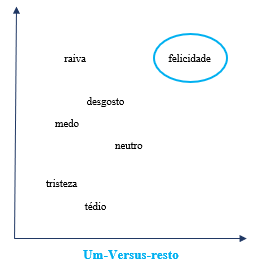 raiva
felicidade
desgosto
medo
neutro
tristeza
tédio
Um-Versus-resto